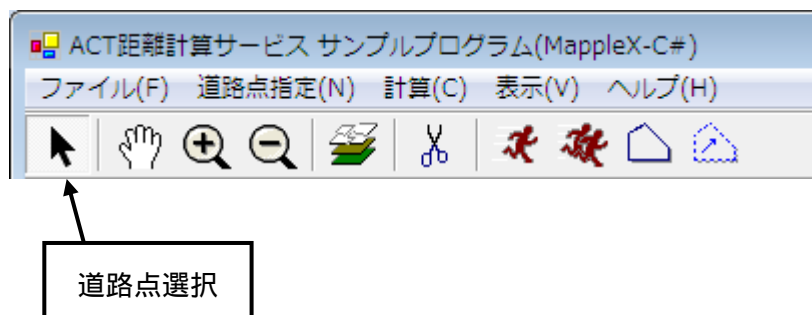 ACT距離計算サービス サンプルプログラム(MappleX-C#)
ファイル(F) 道路点指定(N) 計算(C) 表示(V) ヘルプ(H)
道路点選択